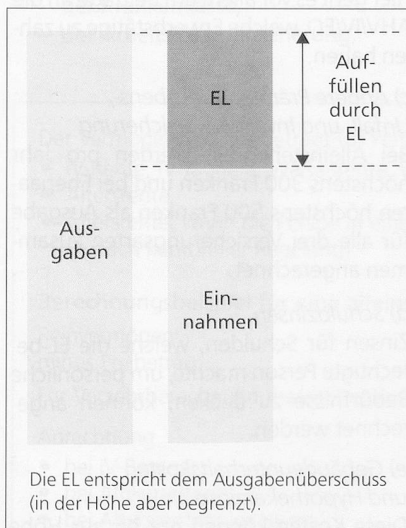 EL
Auf-
füllen
durch
EL
Aus-
gaben
Ein-
nahmen
Die EL entspricht dem Ausgabenüberschuss
(in der Höhe aber begrenzt).